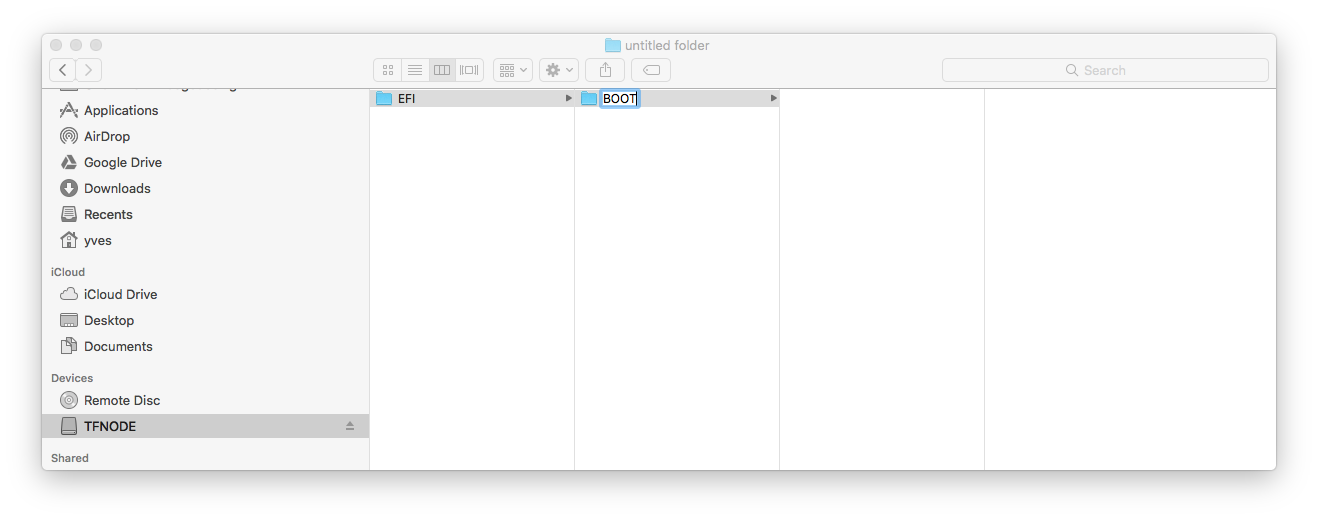 untitled folder
Search
Applications
AirDrop
Google Drive
Downloads
Recents
yves
iCloud
iCloud Drive
Desktop
Documents
Devices
Remote Disc
TFNODE
Shared
EFI
BOOT